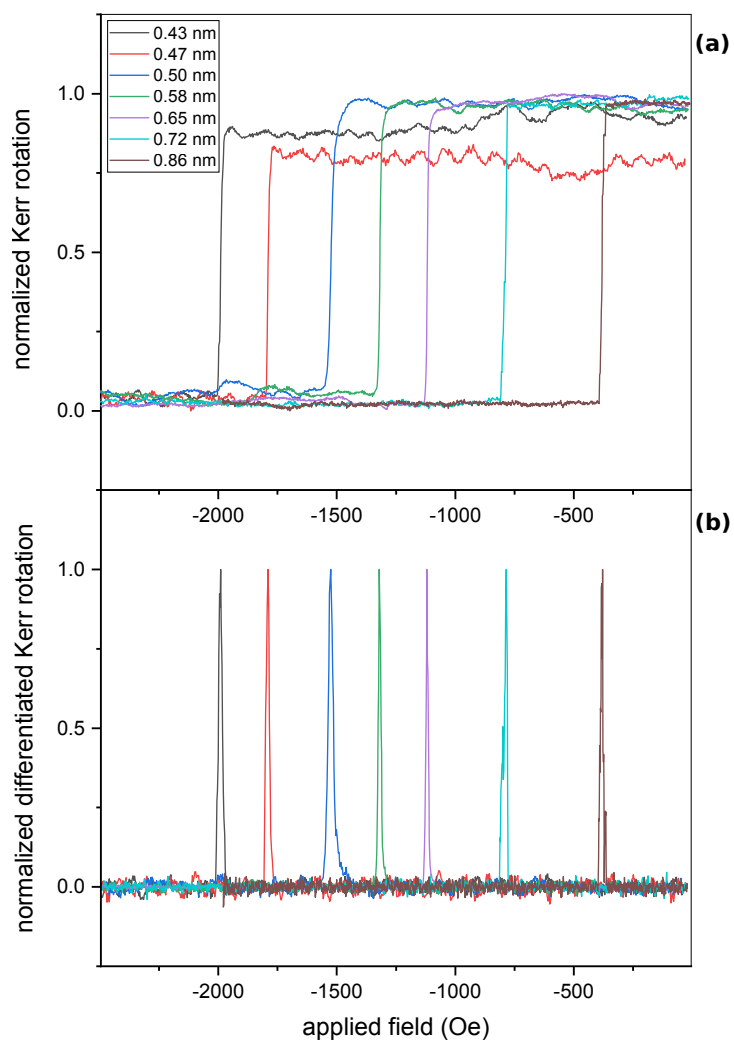 (a)
0.43 nm
0.47 nm
0.50 nm
0.58 nm
0.65 nm
0.72 nm
0.86 nm
normalized Kerr rotation
1.0
0.5
0.0
-2000 -1500 -1000 -500
(b)
normalized differentiated Kerr rotation
1.0
0.5
0.0
-2000 -1500 -1000 -500
applied field (Oe)